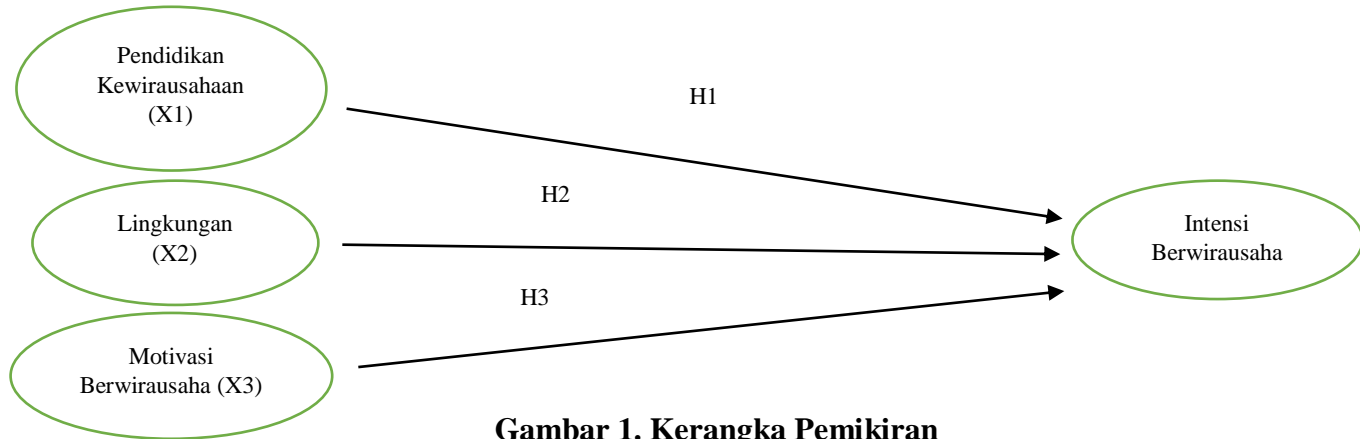 Pendidikan
Kewirausahaan
(X1)
H1
H2
Lingkungan
(X2)
Intensi
Berwirausaha
H3
Motivasi
Berwirausaha (X3)
Gambar 1. Kerangka Pemikiran